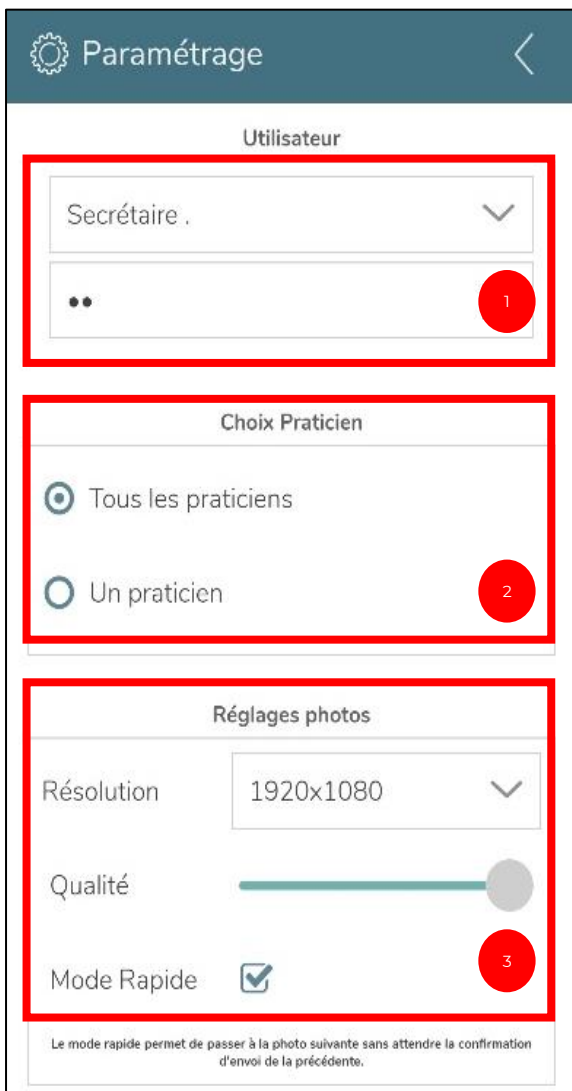 Paramétrage
Utilisateur
Secrétaire .
••
1
Choix Praticien
Tous les praticiens
Un praticien
2
Réglages photos
Résolution 1920x1080
Qualité
Mode Rapide
3
Le mode rapide permet de passer à la photo suivante sans attendre la confirmation
d'envoi de la précédente.